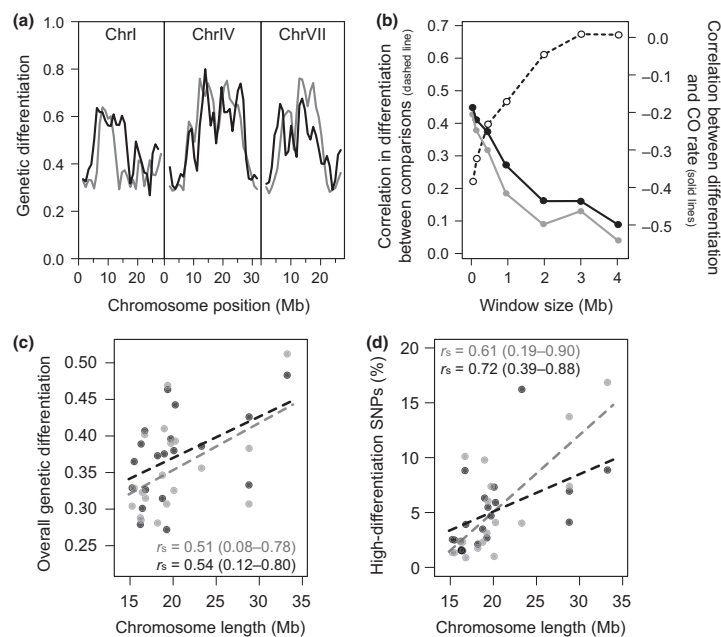 (a)
ChrI ChrIV ChrVII
Genetic differentiation
1.0
0.8
0.6
0.4
0.2
0.0
0 10 20 0 10 20 30 0 10 20
Chromosome position (Mb)
(b)
Correlation in differentiation
between comparisons (dashed line)
0.7
0.6
0.5
0.4
0.3
0.2
0.1
0.0
0.0
−0.1
−0.2
−0.3
−0.4
−0.5
Correlation between differentiation
and CO rate (solid lines)
0 1 2 3 4
Window size (Mb)
(c)
Overall genetic differentiation
0.50
0.45
0.40
0.35
0.30
0.25
rs = 0.51 (0.08–0.78)
rs = 0.54 (0.12–0.80)
15 20 25 30 35
Chromosome length (Mb)
(d)
High-differentiation SNPs (%)
20
15
10
5
0
rs = 0.61 (0.19–0.90)
rs = 0.72 (0.39–0.88)
15 20 25 30 35
Chromosome length (Mb)